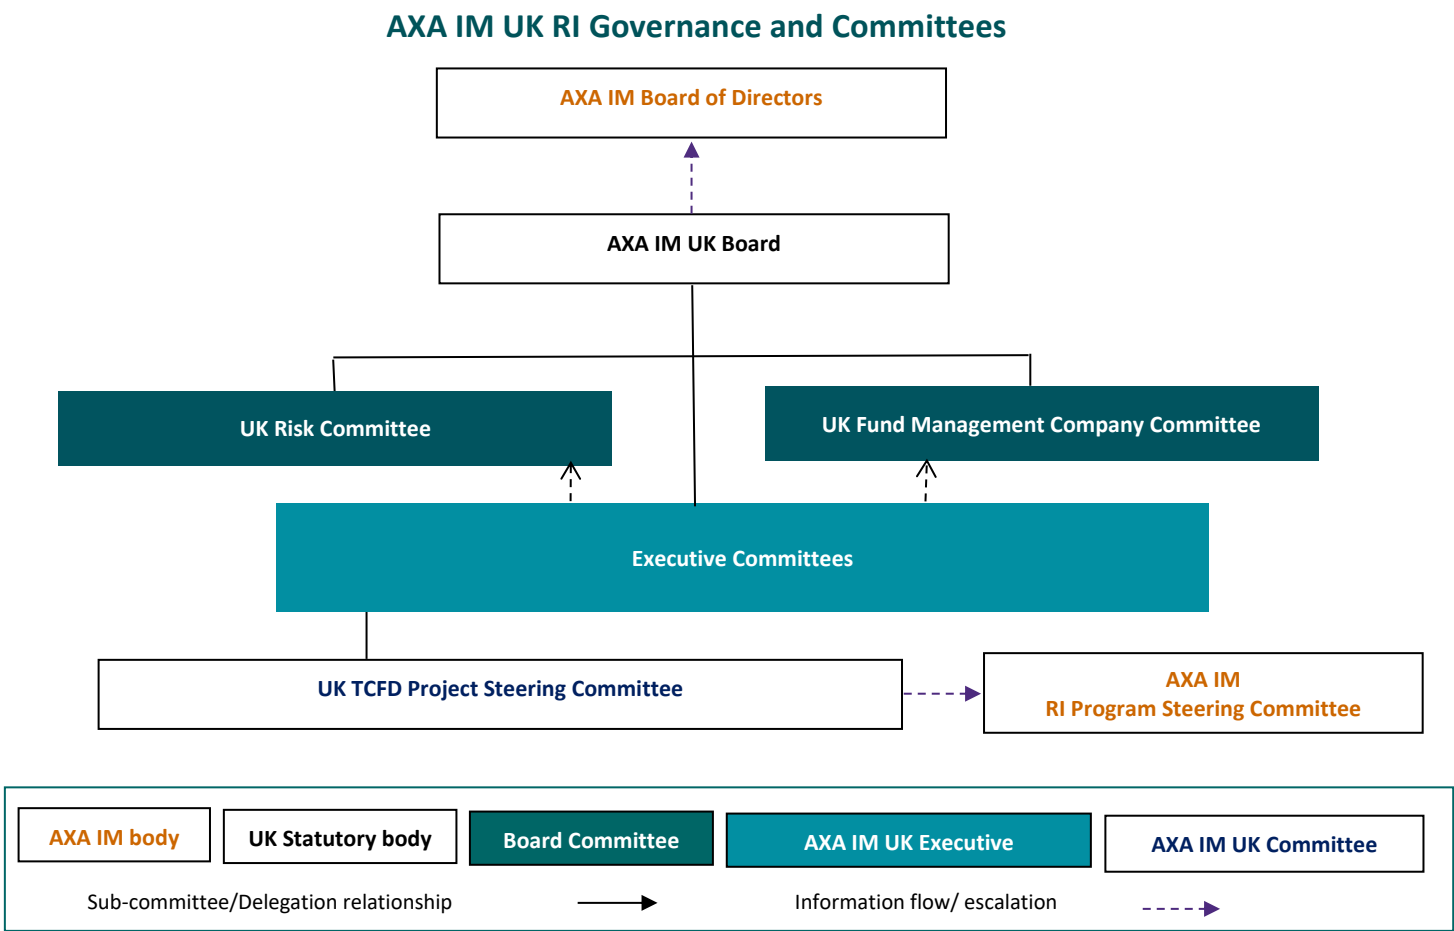 AXA IM UK RI Governance and Committees
AXA IM Board of Directors
AXA IM UK Board
UK Risk Committee
UK Fund Management Company Committee
Executive Committees
UK TCFD Project Steering Committee
AXA IM
RI Program Steering Committee
AXA IM body
UK Statutory body
Board Committee
AXA IM UK Executive
AXA IM UK Committee
Sub-committee/Delegation relationship
Information flow/ escalation